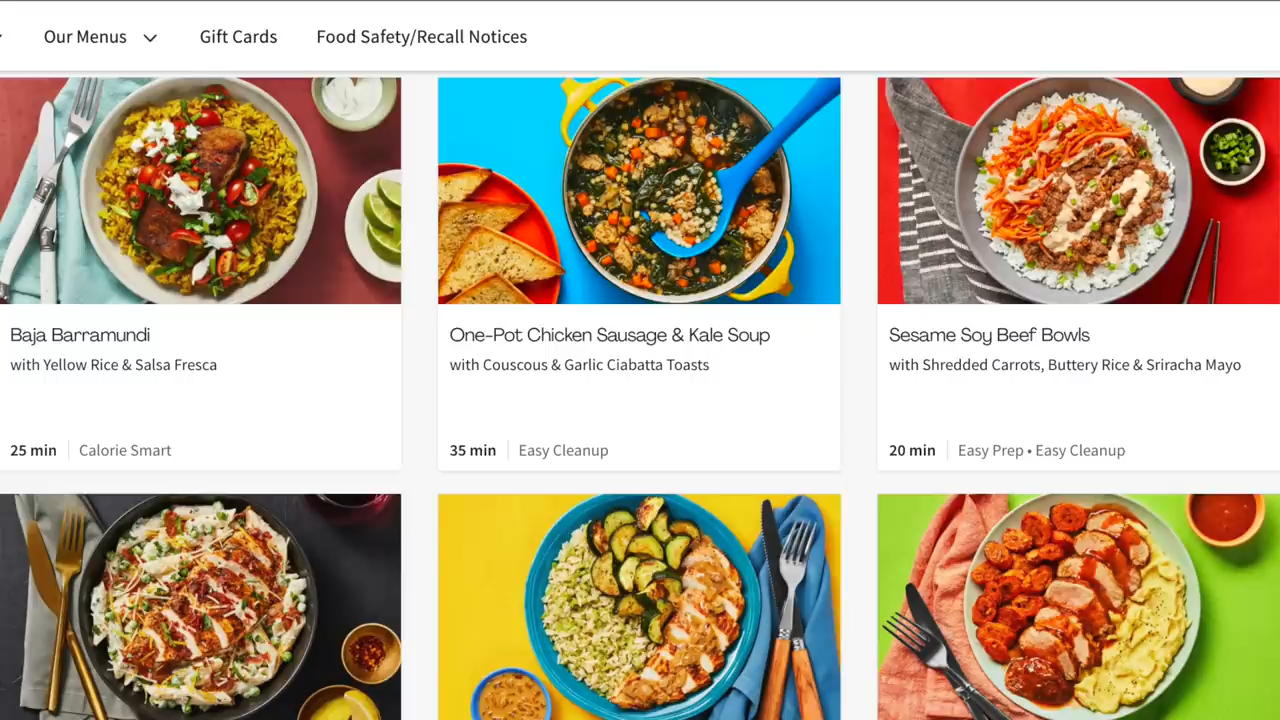 Our Menus
Gift Cards
Food Safety/Recall Notices
Baja Barramundi
with Yellow Rice & Salsa Fresca
25 min
Calorie Smart
One-Pot Chicken Sausage & Kale Soup
with Couscous & Garlic Ciabatta Toasts
35 min
Easy Cleanup
Sesame Soy Beef Bowls
with Shredded Carrots, Buttery Rice & Sriracha Mayo
20 min
Easy Prep • Easy Cleanup